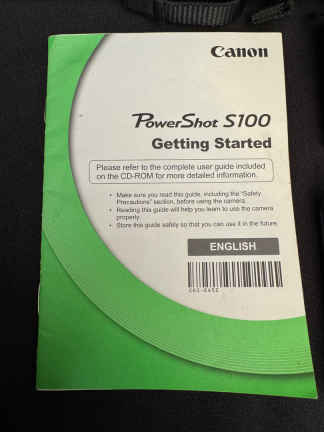 Canon
PowerShot S100
Getting Started
Please refer to the complete user guide included
on the CD-ROM for more detailed information.
• Make sure you read this guide, including the "Safety
Precautions" section, before using the camera.
• Reading this guide will help you learn to use the camera
properly.
• Store this guide safely so that you can use it in the future.
ENGLISH